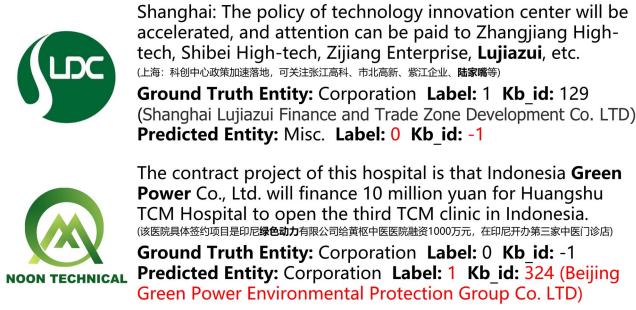 LDC
Shanghai: The policy of technology innovation center will be
accelerated, and attention can be paid to Zhangjiang High-
tech, Shibei High-tech, Zijiang Enterprise, Lujiazui, etc.
(上海：科创中心政策加速落地，可关注张江高科、市北高新、紫江企业、陆家嘴等)
Ground Truth Entity: Corporation Label: 1 Kb_id: 129
(Shanghai Lujiazui Finance and Trade Zone Development Co. LTD)
Predicted Entity: Misc. Label: 0 Kb_id: -1
The contract project of this hospital is that Indonesia Green
Power Co., Ltd. will finance 10 million yuan for Huangshu
TCM Hospital to open the third TCM clinic in Indonesia.
(该医院具体签约项目是印尼绿色动力有限公司给黄枢中医医院融资1000万元，在印尼开办第三家中医门诊店)
NOON TECHNICAL
Ground Truth Entity: Corporation Label: 0 Kb_id: -1
Predicted Entity: Corporation Label: 1 Kb_id: 324 (Beijing
Green Power Environmental Protection Group Co. LTD)